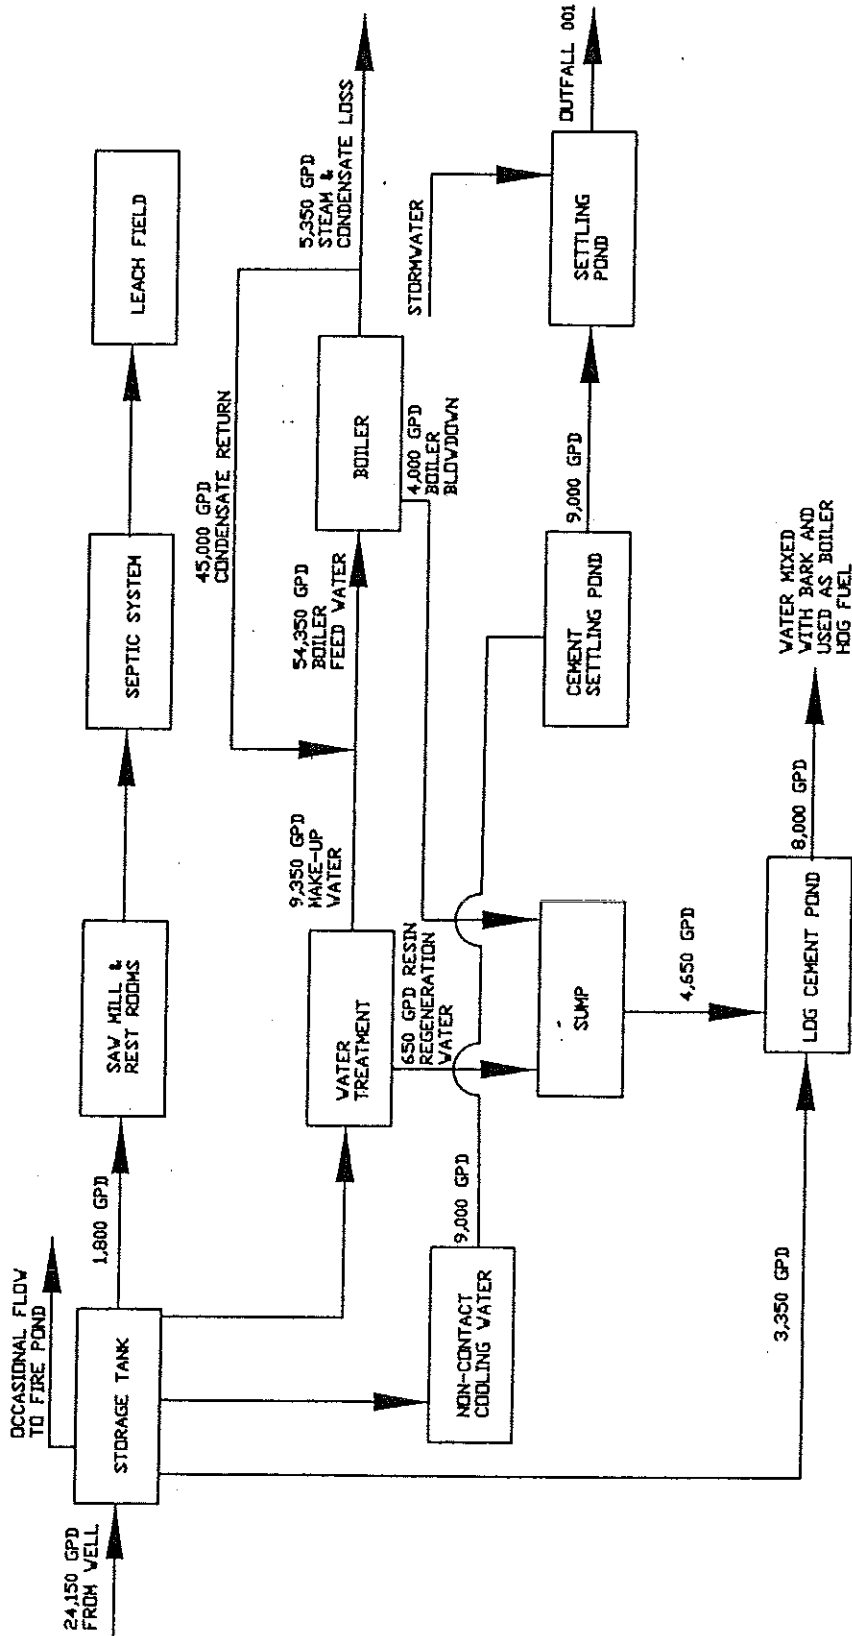 24,150 GPD
FROM WELL
OCCASIONAL FLOW
TO FIRE POND
STORAGE TANK
1,800 GPD
SAW MILL &
REST ROOMS
SEPTIC SYSTEM
LEACH FIELD
WATER
TREATMENT
9,350 GPD
MAKE-UP
WATER
45,000 GPD
CONDENSATE RETURN
54,350 GPD
BOILER
FEED WATER
BOILER
5,350 GPD
STEAM &
CONDENSATE LOSS
650 GPD RESIN
REGENERATION
WATER
4,000 GPD
BOILER
BLOWDOWN
STORMWATER
NON-CONTACT
COOLING WATER
9,000 GPD
SUMP
CEMENT
SETTLING POND
9,000 GPD
SETTLING
POND
OUTFALL 001
4,650 GPD
3,350 GPD
LOG CEMENT POND
8,000 GPD
WATER MIXED
WITH BARK AND
USED AS BOILER
HOG FUEL